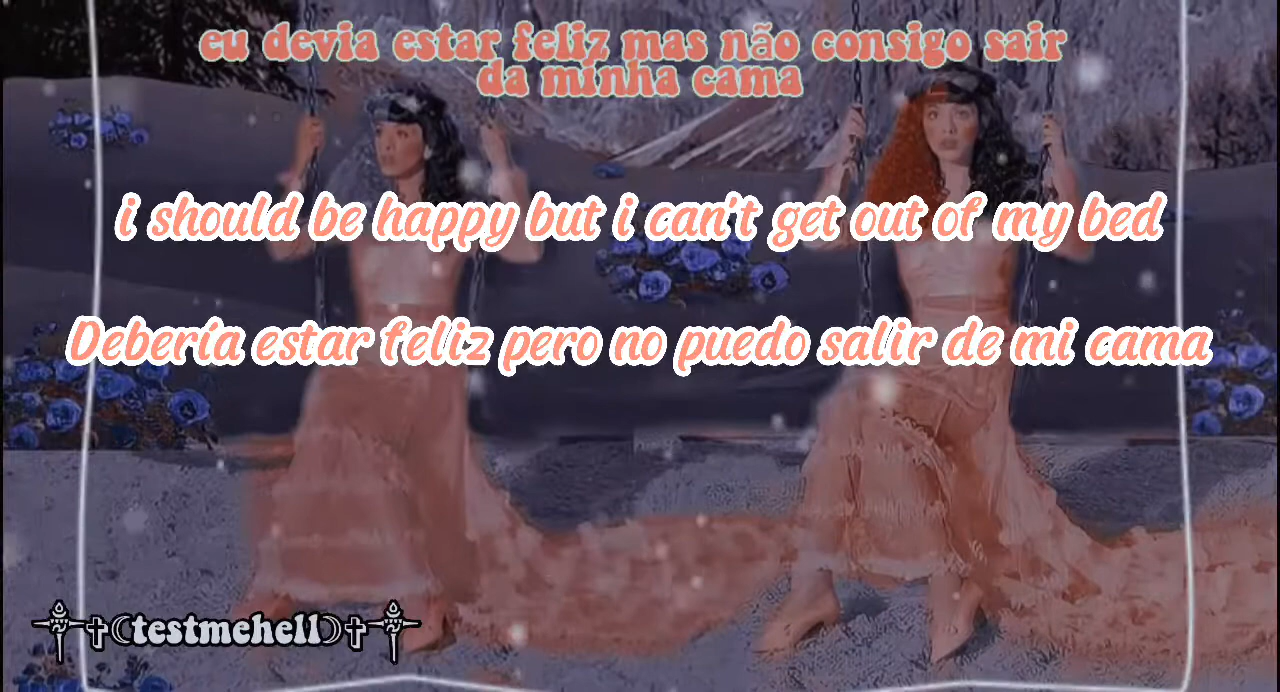 eu devia estar feliz mas não consigo sair
da minha cama
i should be happy but i can't get out of my bed
Debería estar feliz pero no puedo salir de mi cama
༒✝☾testmehell☽✝༒